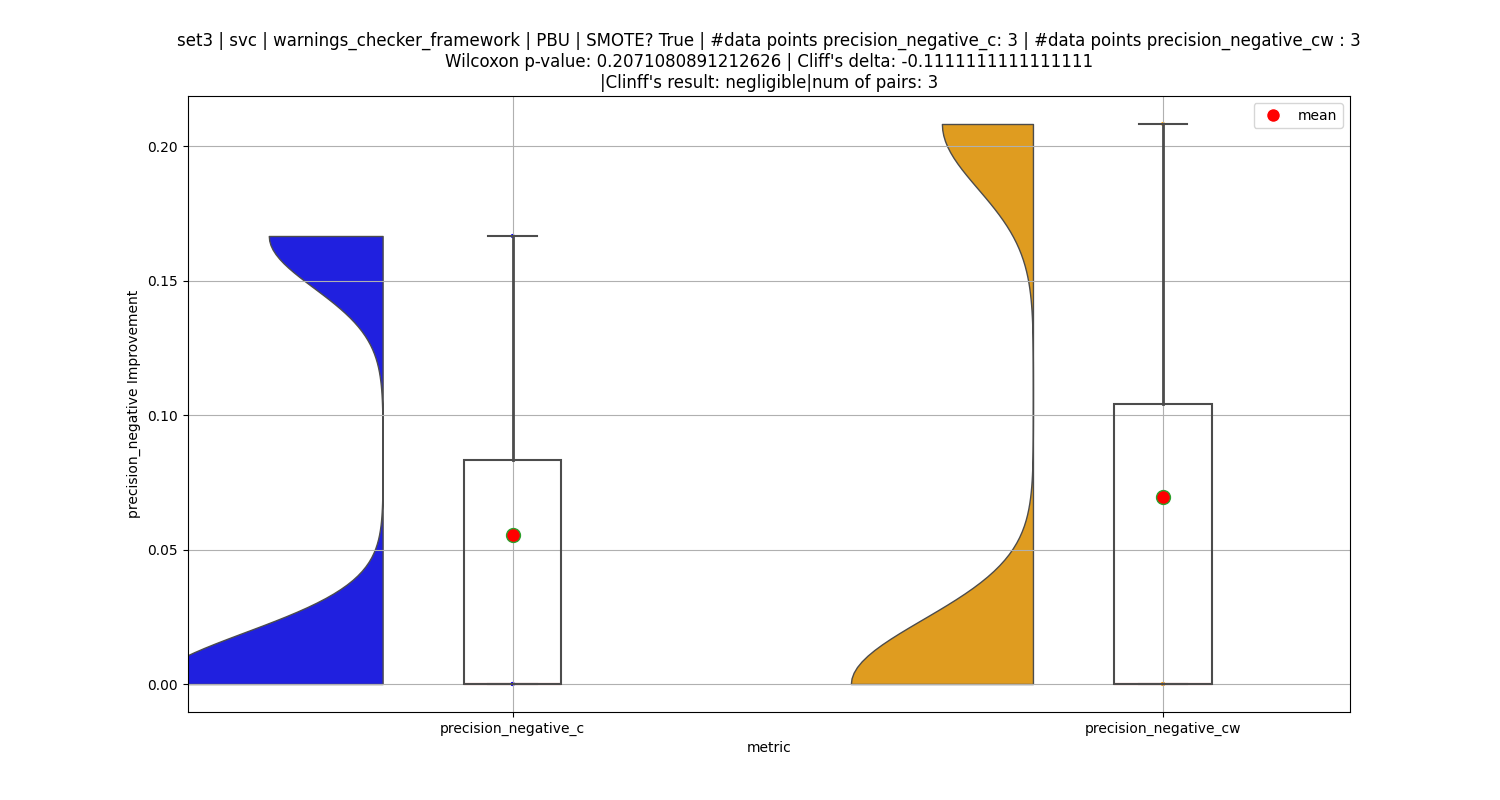 set3 | svc | warnings_checker_framework | PBU | SMOTE? True | #data points precision_negative_c: 3 | #data points precision_negative_cw : 3
Wilcoxon p-value: 0.2071080891212626 | Cliff's delta: -0.1111111111111111
|Clinff's result: negligible|num of pairs: 3
mean
precision_negative Improvement
0.20
0.15
0.10
0.05
0.00
precision_negative_c
precision_negative_cw
metric